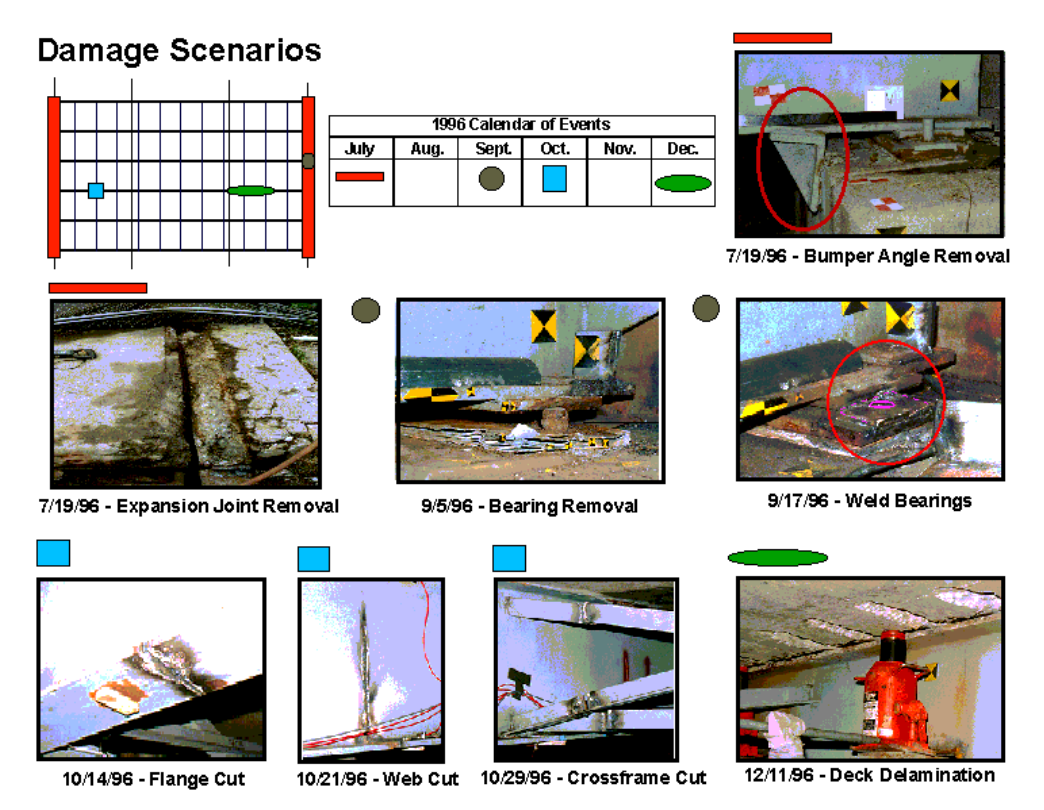 Damage Scenarios
1996 Calendar of Events
July Aug. Sept. Oct. Nov. Dec.
7/19/96 - Bumper Angle Removal
7/19/96 - Expansion Joint Removal
9/5/96 - Bearing Removal
9/17/96 - Weld Bearings
10/14/96 - Flange Cut
10/21/96 - Web Cut
10/29/96 - Crossframe Cut
12/11/96 - Deck Delamination